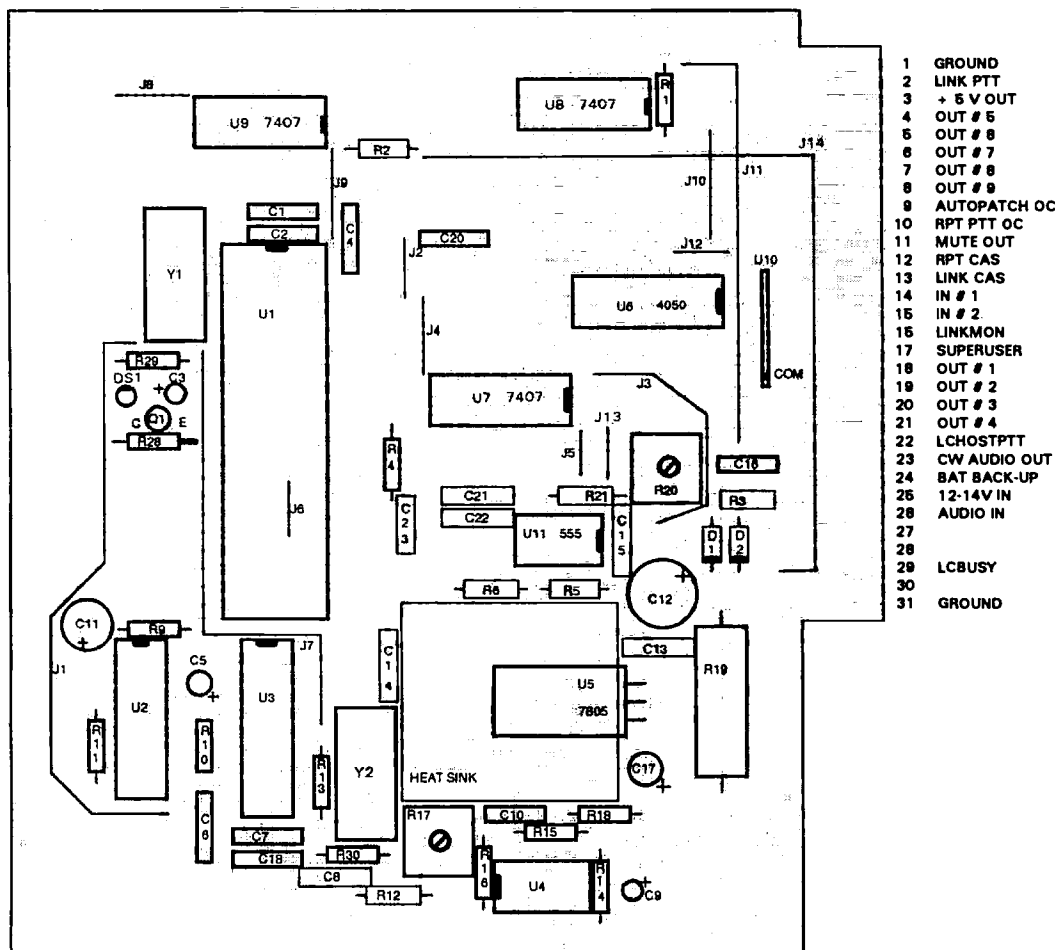 1 GROUND
2 LINK PTT
3 + 5 V OUT
4 OUT # 5
5 OUT # 6
6 OUT # 7
7 OUT # 8
8 OUT # 9
9 AUTOPATCH OC
10 RPT PTT OC
11 MUTE OUT
12 RPT CAS
13 LINK CAS
14 IN # 1
15 IN # 2
16 LINKMON
17 SUPERUSER
18 OUT # 1
19 OUT # 2
20 OUT # 3
21 OUT # 4
22 LCHOSTPTT
23 CW AUDIO OUT
24 BAT BACK-UP
25 12-14V IN
26 AUDIO IN
27
28
29 LCBUSY
30
31 GROUND
J8
U9 7407
U8 7407
R1
R2
J14
J9
J10
J11
C1
C2
C4
C20
J2
J12
U10
Y1
U1
U6 4050
J4
COM
R29
DS1
+ C3
C Q1 E
R28
U7 7407
J3
J13
J5
R4
R20
C16
C21
R21
R3
J6
C23
C22
U11 555
C15
D1
D2
R6
R5
C12
+
C11
+
R9
J7
C14
C13
R19
J1
C5
+
U2
U3
U5
7805
R11
R10
R13
Y2
HEAT SINK
C17
+
C6
C7
C18
R17
C10
R18
R15
R30
C8
R12
R16
U4
R14
+
C9